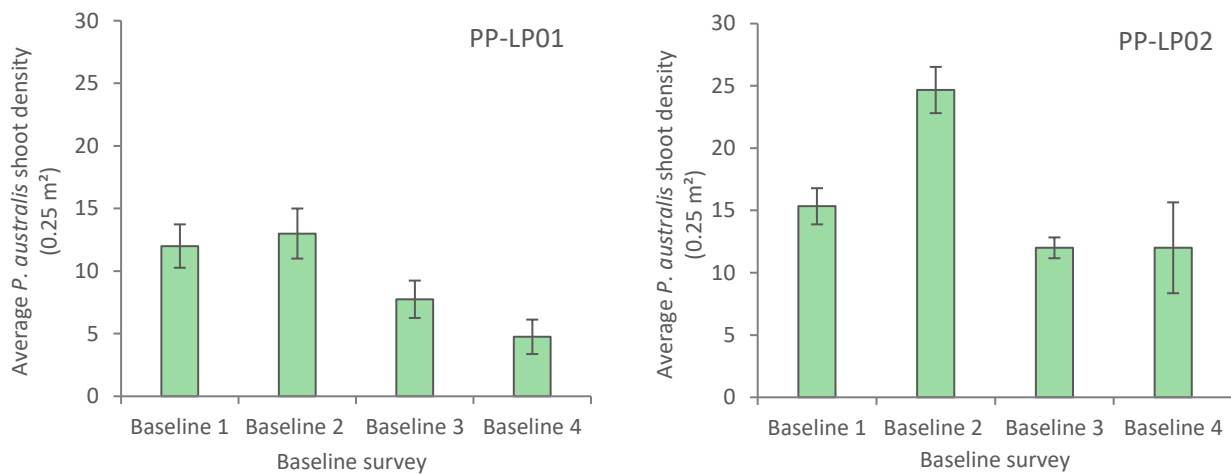 Average P. australis shoot density
(0.25 m²)
30
25
20
15
10
5
0
PP-LP01
Baseline 1 Baseline 2 Baseline 3 Baseline 4
Baseline survey
Average P. australis shoot density
(0.25 m²)
30
25
20
15
10
5
0
PP-LP02
Baseline 1 Baseline 2 Baseline 3 Baseline 4
Baseline survey